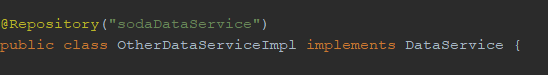 @Repository("sodaDataService")
public class OtherDataServiceImpl implements DataService {